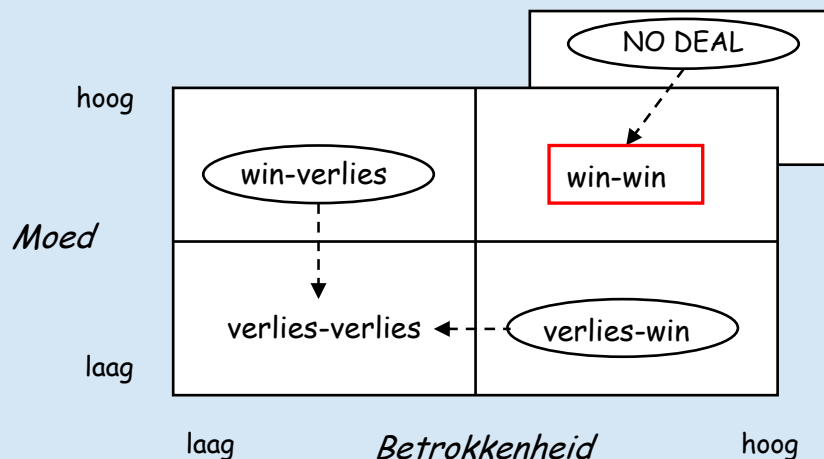 NO DEAL
hoog
win-verlies
win-win
Moed
verlies-verlies
verlies-win
laag
laag
Betrokkenheid
hoog